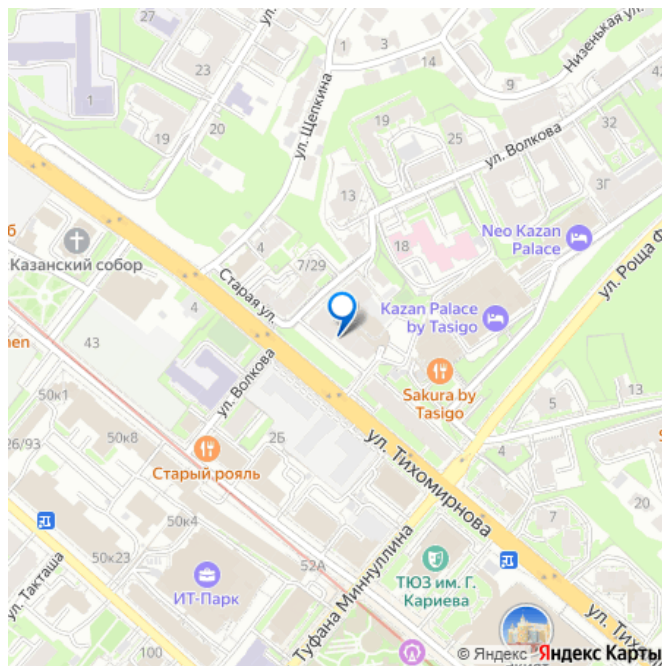 27
23
1
19
20
ул. Щепкина
1
3
14
9
Низенькая ул.
42
32
19
25
ул. Волкова
13
3Г
б
Казанский собор
4
7/29
18
Neo Kazan
Palace
ул. Роща Ф
Старая ул.
4
Kazan Palace
by Tasigo
43
ул. Волкова
Sakura by
Tasigo
50к1
26/93
50к8
2Б
Старый рояль
ул. Тихомирнова
5
13
50к4
20
7
50к23
52А
ул. Такташа
ИТ-Парк
Туфана Миннуллина
ТЮЗ им. Г.
Кариева
100
ул. Тих
© Яндекс Яндекс Карты